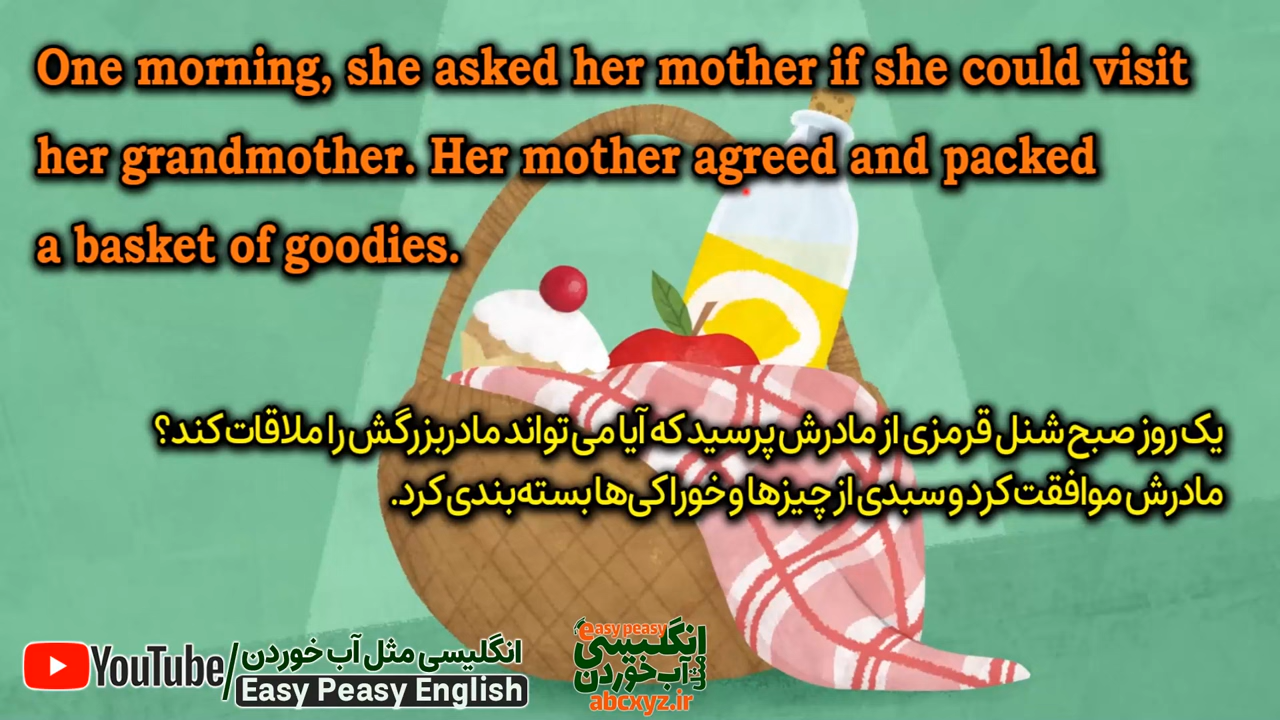 One morning, she asked her mother if she could visit
her grandmother. Her mother agreed and packed
a basket of goodies.
یک روز صبح شنل قرمزی از مادرش پرسید که آیا می‌تواند مادربزرگش را ملاقات کند؟
مادرش موافقت کرد و سبدی از چیزها و خوراکی‌ها بسته‌بندی کرد.
YouTube/انگلیسی مثل آب خوردن
Easy Peasy English
easy peasy
انگلیسی
مثل آب خوردن
abcxyz.ir